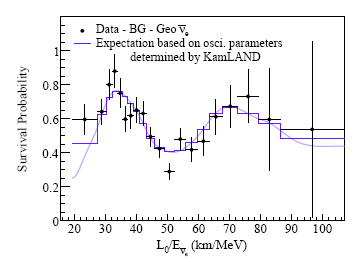 Data - BG - Geo ν̅e
Expectation based on osci. parameters
determined by KamLAND
Survival Probability
1
0.8
0.6
0.4
0.2
0
20 30 40 50 60 70 80 90 100
L0/Eν̅e (km/MeV)